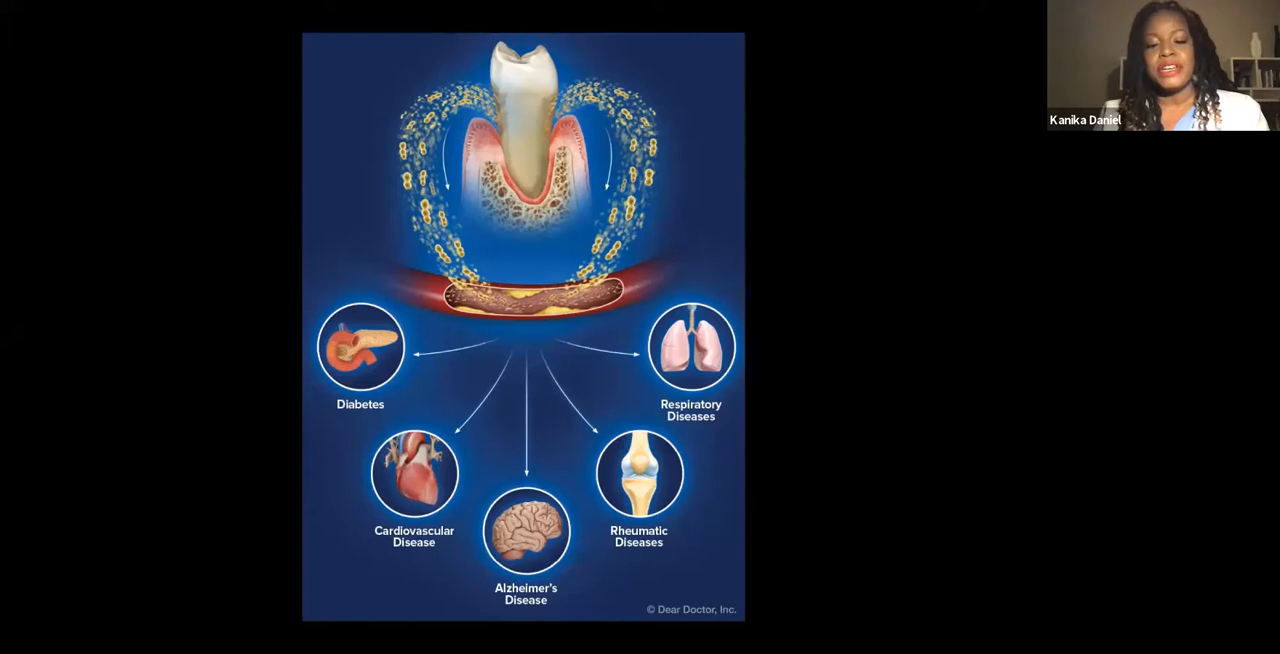 Kanika Daniel
Diabetes
Respiratory
Diseases
Cardiovascular
Disease
Rheumatic
Diseases
Alzheimer's
Disease
© Dear Doctor, Inc.